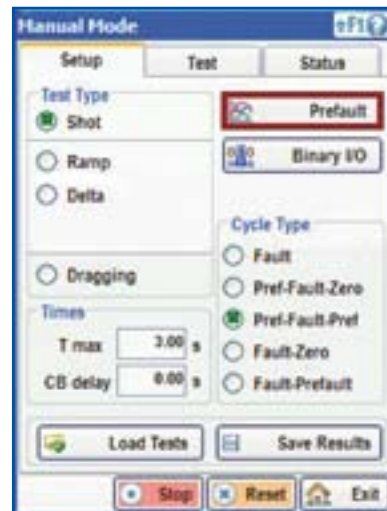 Manual Mode
F1
Setup
Test
Status
Test Type
Shot
Ramp
Delta
Dragging
Times
T max 3.00 s
CB delay 0.00 s
Prefault
Binary I/O
Cycle Type
Fault
Pref-Fault-Zero
Pref-Fault-Pref
Fault-Zero
Fault-Prefault
Load Tests
Save Results
Stop
Reset
Exit